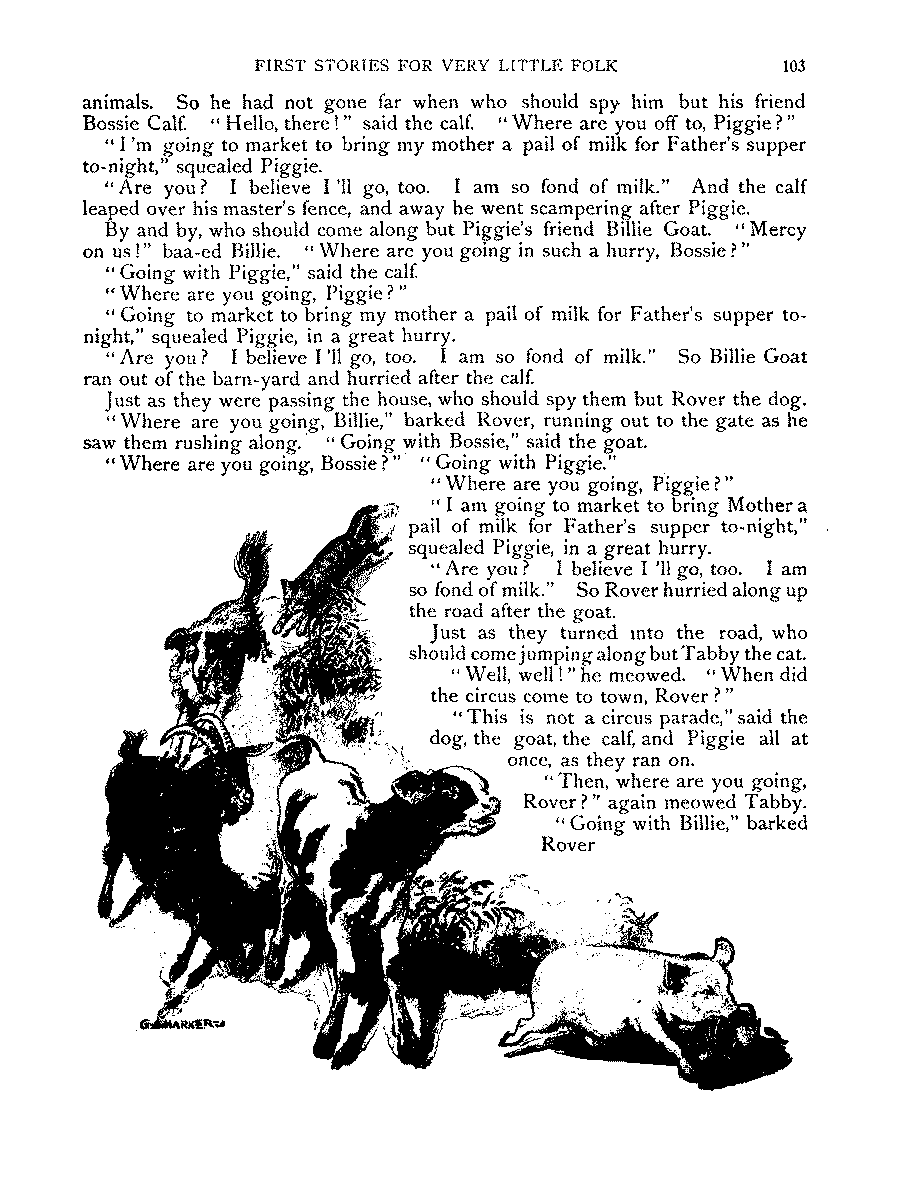 FIRST STORIES FOR VERY LITTLE FOLK 103
animals. So he had not gone far when who should spy him but his friend
Bossie Calf. "Hello, there!" said the calf. "Where are you off to, Piggie?"
"I 'm going to market to bring my mother a pail of milk for Father's supper
to-night," squealed Piggie.
"Are you? I believe I 'll go, too. I am so fond of milk." And the calf
leaped over his master's fence, and away he went scampering after Piggie.
By and by, who should come along but Piggie's friend Billie Goat. "Mercy
on us!" baa-ed Billie. "Where are you going in such a hurry, Bossie?"
"Going with Piggie," said the calf.
"Where are you going, Piggie?"
"Going to market to bring my mother a pail of milk for Father's supper to-
night," squealed Piggie, in a great hurry.
"Are you? I believe I 'll go, too. I am so fond of milk." So Billie Goat
ran out of the barn-yard and hurried after the calf.
Just as they were passing the house, who should spy them but Rover the dog.
"Where are you going, Billie," barked Rover, running out to the gate as he
saw them rushing along. "Going with Bossie," said the goat.
"Where are you going, Bossie?" "Going with Piggie."
"Where are you going, Piggie?"
"I am going to market to bring Mother a
pail of milk for Father's supper to-night,"
squealed Piggie, in a great hurry.
"Are you? I believe I 'll go, too. I am
so fond of milk." So Rover hurried along up
the road after the goat.
Just as they turned into the road, who
should come jumping along but Tabby the cat.
"Well, well!" he meowed. "When did
the circus come to town, Rover?"
"This is not a circus parade," said the
dog, the goat, the calf, and Piggie all at
once, as they ran on.
"Then, where are you going,
Rover?" again meowed Tabby.
"Going with Billie," barked
Rover